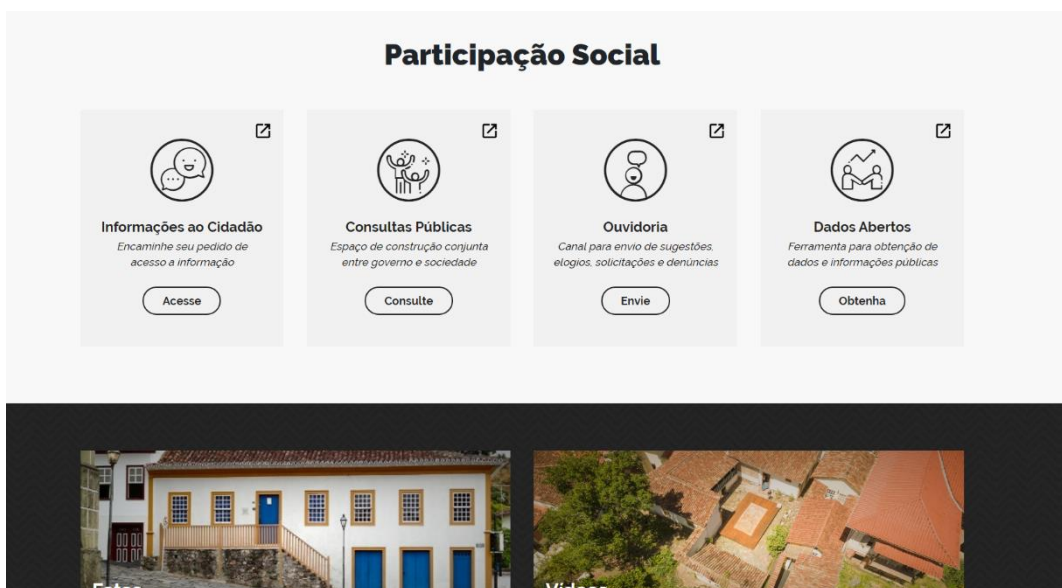 Participação Social
Informações ao Cidadão
Encaminhe seu pedido de
acesso a informação
Acesse
Consultas Públicas
Espaço de construção conjunta
entre governo e sociedade
Consulte
Ouvidoria
Canal para envio de sugestões,
elogios, solicitações e denúncias
Envie
Dados Abertos
Ferramenta para obtenção de
dados e informações públicas
Obtenha
Fotos
Vídeos